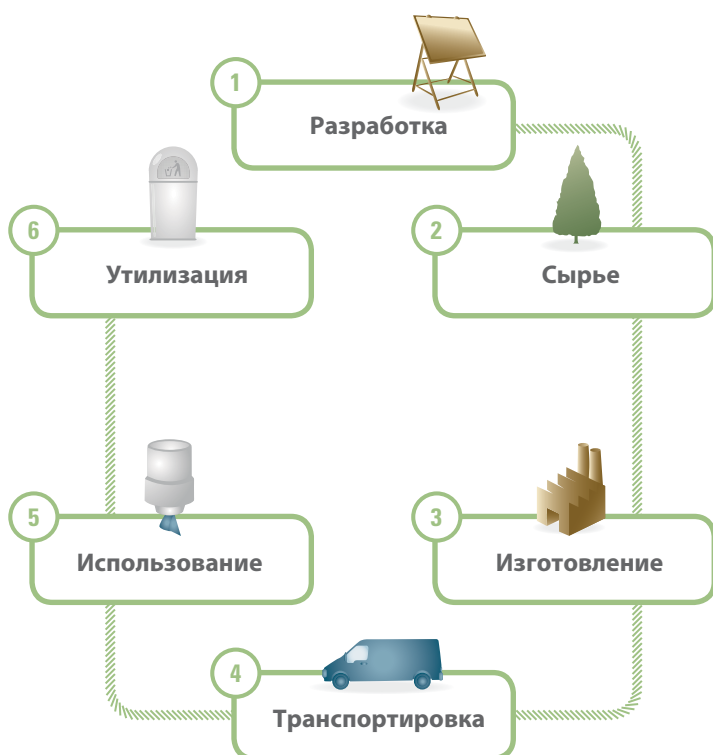 1
Разработка
2
Сырье
3
Изготовление
4
Транспортировка
5
Использование
6
Утилизация